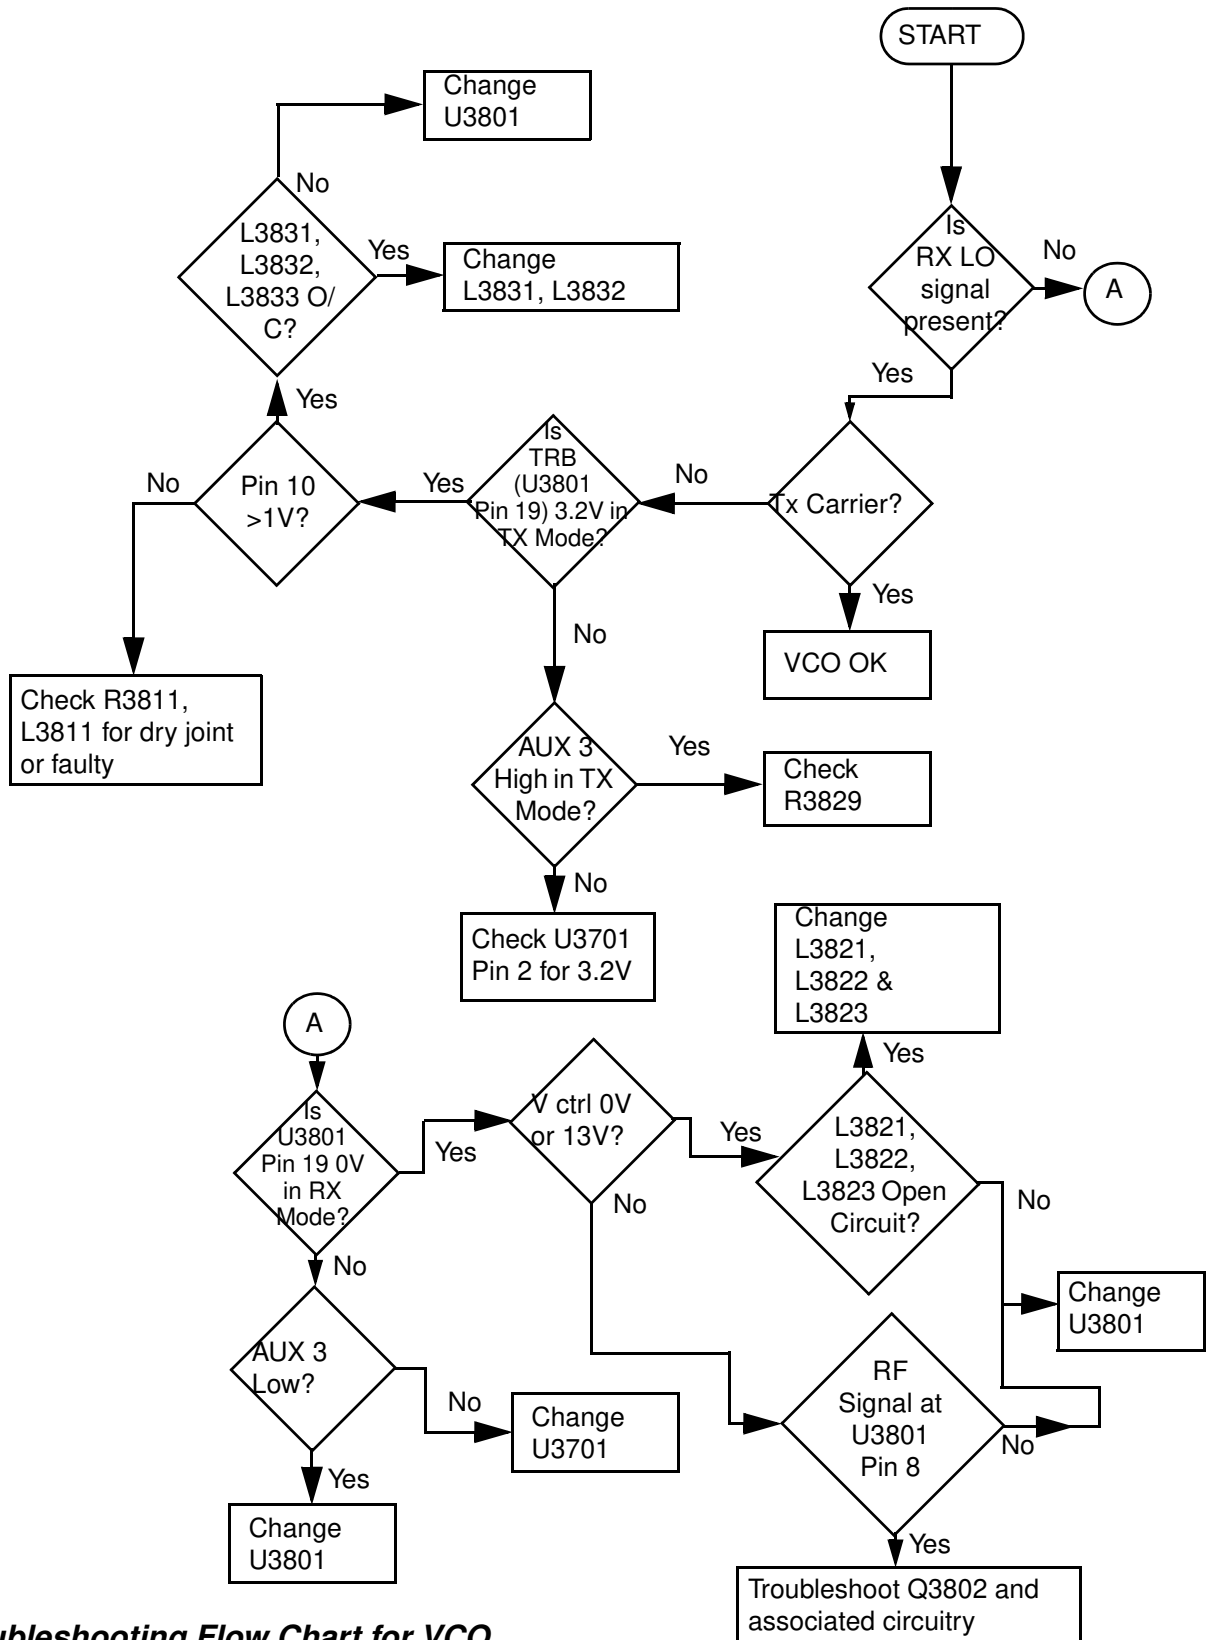 START
Change
U3801
No
L3831,
L3832,
L3833 O/
C?
Yes
Change
L3831, L3832
Is
RX LO
signal
present?
No
A
Yes
Yes
Pin 10
>1V?
No
Yes
Is
TRB
(U3801
Pin 19) 3.2V in
TX Mode?
No
Tx Carrier?
Yes
VCO OK
No
Check R3811,
L3811 for dry joint
or faulty
AUX 3
High in TX
Mode?
Yes
Check
R3829
No
Check U3701
Pin 2 for 3.2V
Change
L3821,
L3822 &
L3823
A
Yes
Is
U3801
Pin 19 0V
in RX
Mode?
Yes
V ctrl 0V
or 13V?
Yes
L3821,
L3822,
L3823 Open
Circuit?
No
No
No
Change
U3801
AUX 3
Low?
No
Change
U3701
RF
Signal at
U3801
Pin 8
No
Yes
Change
U3801
Yes
Troubleshoot Q3802 and
associated circuitry
ubleshooting Flow Chart for VCO